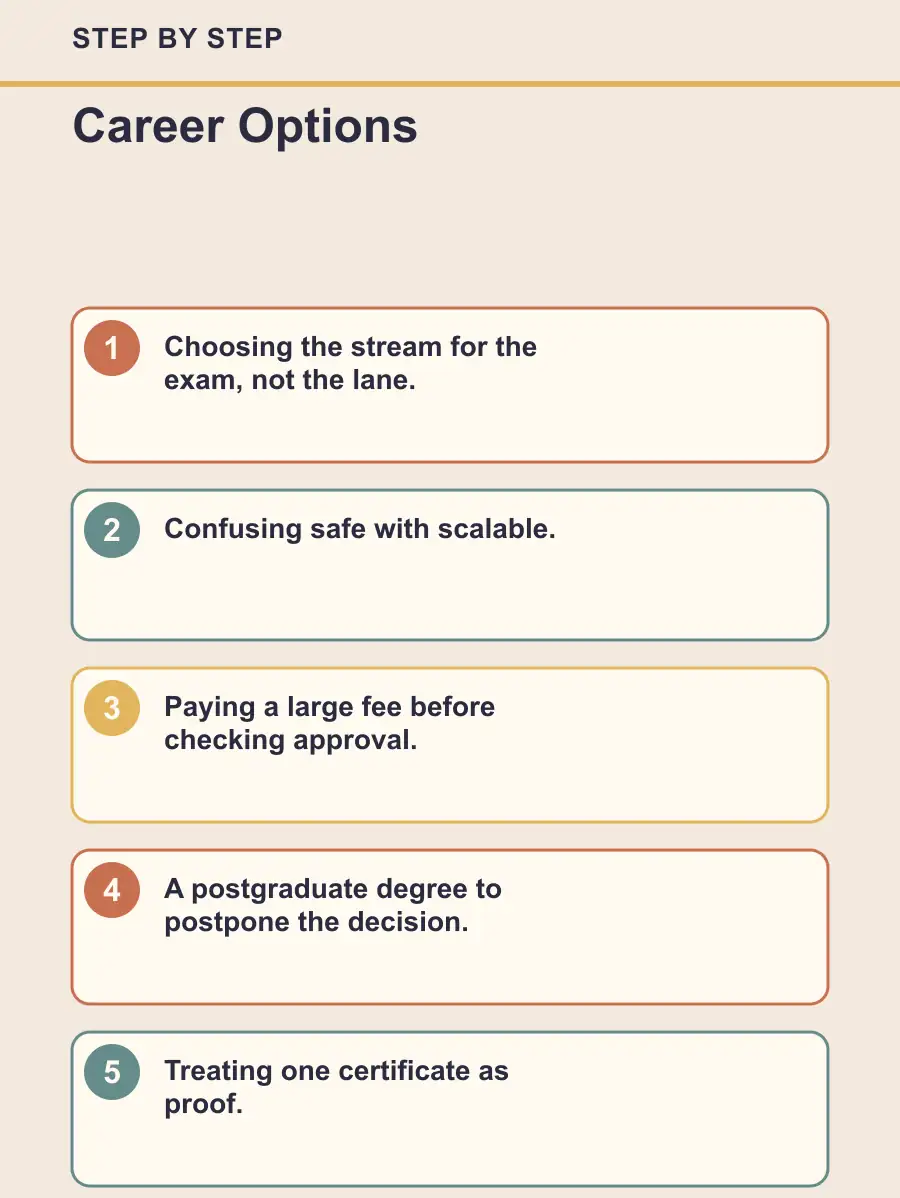 STEP BY STEP
Career Options
1
Choosing the stream for the
exam, not the lane.
2
Confusing safe with scalable.
3
Paying a large fee before
checking approval.
4
A postgraduate degree to
postpone the decision.
5
Treating one certificate as
proof.